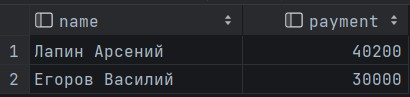 name payment
1 Лапин Арсений 40200
2 Егоров Василий 30000